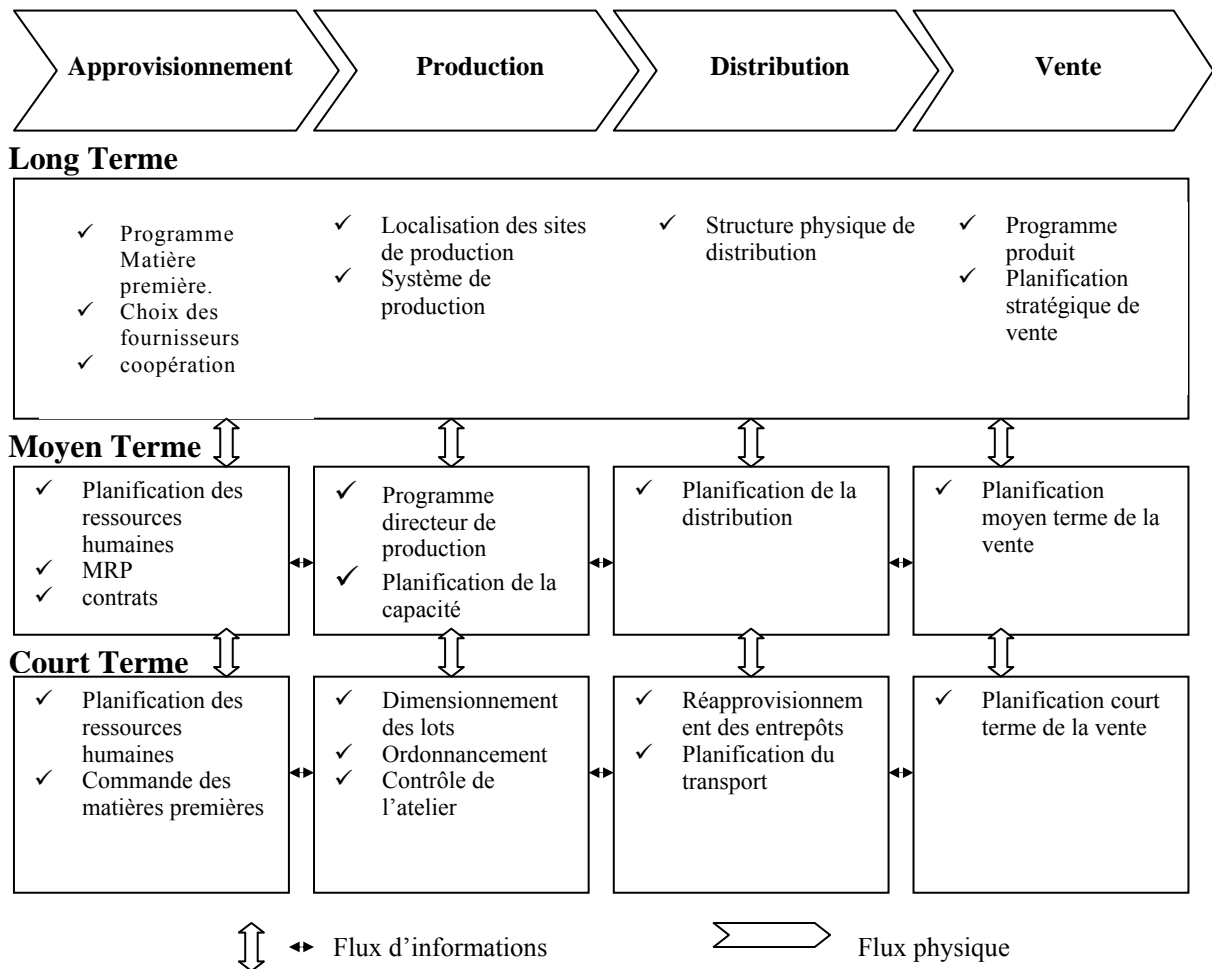 Approvisionnement
Production
Distribution
Vente
Long Terme
✓ Programme
Matière
première.
✓ Choix des
fournisseurs
✓ coopération
✓ Localisation des sites
de production
✓ Système de
production
✓ Structure physique de
distribution
✓ Programme
produit
✓ Planification
stratégique de
vente
Moyen Terme
✓ Planification des
ressources
humaines
✓ MRP
✓ contrats
✓ Programme
directeur de
production
✓ Planification de la
capacité
✓ Planification de la
distribution
✓ Planification
moyen terme de la
vente
Court Terme
✓ Planification des
ressources
humaines
✓ Commande des
matières premières
✓ Dimensionnement
des lots
✓ Ordonnancement
✓ Contrôle de
l’atelier
✓ Réapprovisionnem
ent des entrepôts
✓ Planification du
transport
✓ Planification court
terme de la vente
Flux d’informations
Flux physique